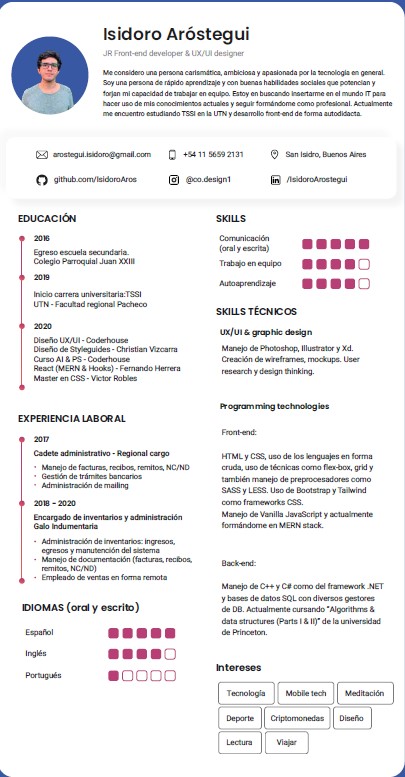 Isidoro Aróstegui
JR Front-end developer & UX/UI designer
Me considero una persona carismática, ambiciosa y apasionada por la tecnología en general.
Soy una persona de rápido aprendizaje y con buenas habilidades sociales que potencian y
forjan mi capacidad de trabajar en equipo. Estoy en buscando insertarme en el mundo IT para
hacer uso de mis conocimientos actuales y seguir formándome como profesional. Actualmente
me encuentro estudiando TSSI en la UTN y desarrollo front-end de forma autodidacta.
arostegui.isidoro@gmail.com
+54 11 5659 2131
San Isidro, Buenos Aires
github.com/IsidoroAros
@co.design1
/IsidoroArostegui
EDUCACIÓN
2016
Egreso escuela secundaria.
Colegio Parroquial Juan XXIII
2019
Inicio carrera universitaria:TSSI
UTN - Facultad regional Pacheco
2020
Diseño UX/UI - Coderhouse
Diseño de Styleguides - Christian Vizcarra
Curso AI & PS - Coderhouse
React (MERN & Hooks) - Fernando Herrera
Master en CSS - Victor Robles
EXPERIENCIA LABORAL
2017
Cadete administrativo - Regional cargo
• Manejo de facturas, recibos, remitos, NC/ND
• Gestión de trámites bancarios
• Administración de mailing
2018 - 2020
Encargado de inventarios y administración
Galo Indumentaria
• Administración de inventarios: ingresos,
egresos y manutención del sistema
• Manejo de documentación (facturas, recibos,
remitos, NC/ND)
• Empleado de ventas en forma remota
IDIOMAS (oral y escrito)
Español
Inglés
Portugués
SKILLS
Comunicación
(oral y escrita)
Trabajo en equipo
Autoaprendizaje
SKILLS TÉCNICOS
UX/UI & graphic design
Manejo de Photoshop, Illustrator y Xd.
Creación de wireframes, mockups. User
research y design thinking.
Programming technologies
Front-end:
HTML y CSS, uso de los lenguajes en forma
cruda, uso de técnicas como flex-box, grid y
también manejo de preprocesadores como
SASS y LESS. Uso de Bootstrap y Tailwind
como frameworks CSS.
Manejo de Vanilla JavaScript y actualmente
formándome en MERN stack.
Back-end:
Manejo de C++ y C# como del framework .NET
y bases de datos SQL con diversos gestores
de DB. Actualmente cursando “Algorithms &
data structures (Parts I & II)” de la universidad
de Princeton.
Intereses
Tecnología
Mobile tech
Meditación
Deporte
Criptomonedas
Diseño
Lectura
Viajar